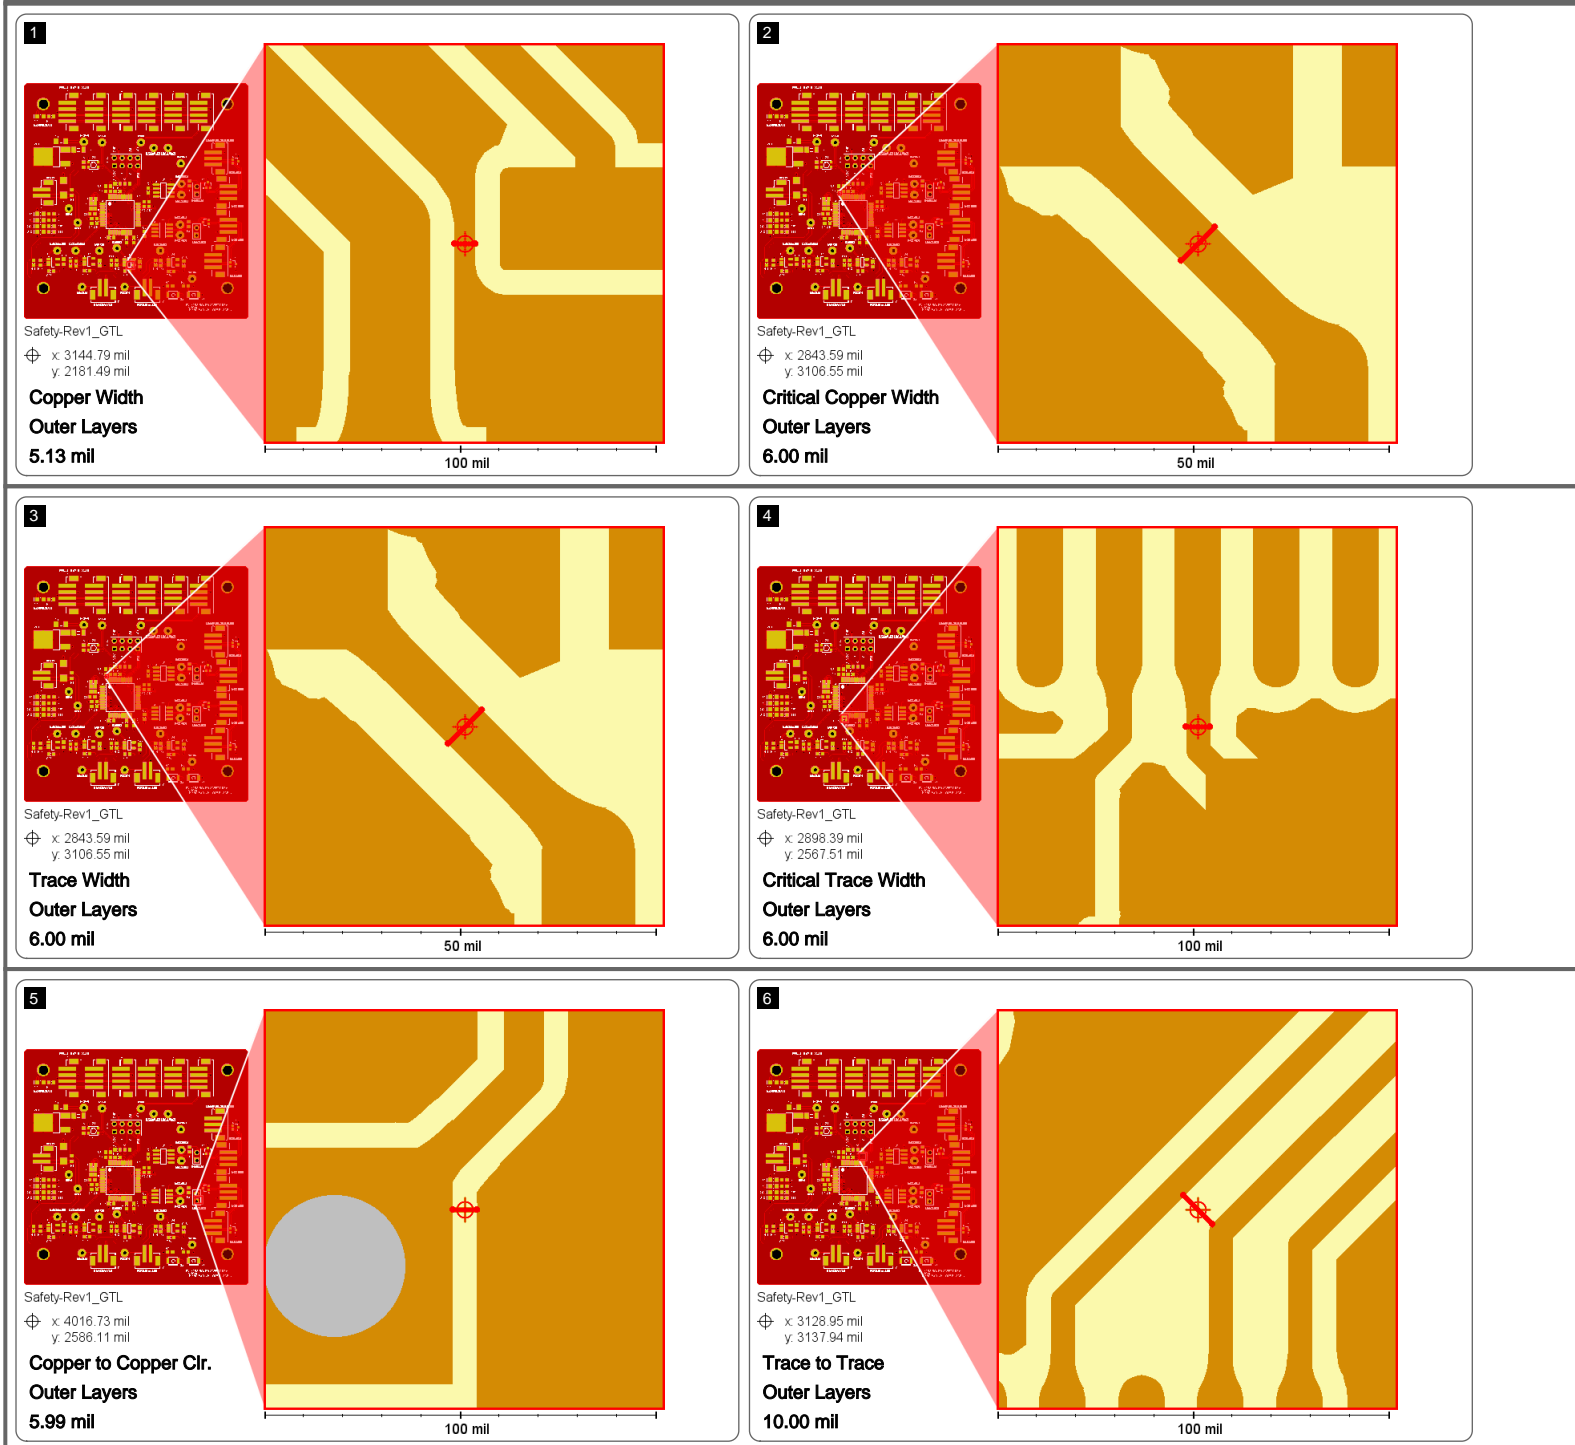 1
Safety-Rev1_GTL
x: 3144.79 mil
y: 2181.49 mil
Copper Width
Outer Layers
5.13 mil
100 mil
2
Safety-Rev1_GTL
x: 2843.59 mil
y: 3106.55 mil
Critical Copper Width
Outer Layers
6.00 mil
50 mil
3
Safety-Rev1_GTL
x: 2843.59 mil
y: 3106.55 mil
Trace Width
Outer Layers
6.00 mil
50 mil
4
Safety-Rev1_GTL
x: 2898.39 mil
y: 2567.51 mil
Critical Trace Width
Outer Layers
6.00 mil
100 mil
5
Safety-Rev1_GTL
x: 4016.73 mil
y: 2586.11 mil
Copper to Copper Clr.
Outer Layers
5.99 mil
100 mil
6
Safety-Rev1_GTL
x: 3128.95 mil
y: 3137.94 mil
Trace to Trace
Outer Layers
10.00 mil
100 mil